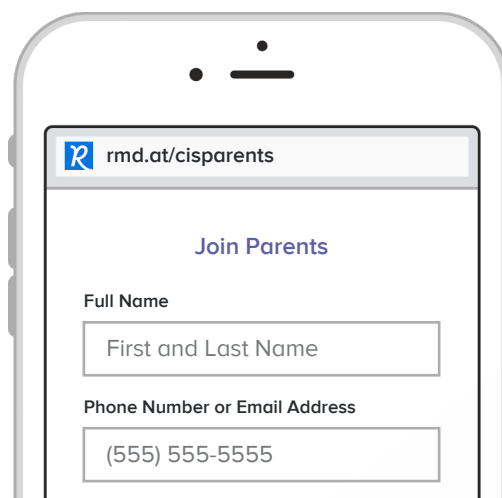 rmd.at/cisparents
Join Parents
Full Name
First and Last Name
Phone Number or Email Address
(555) 555-5555